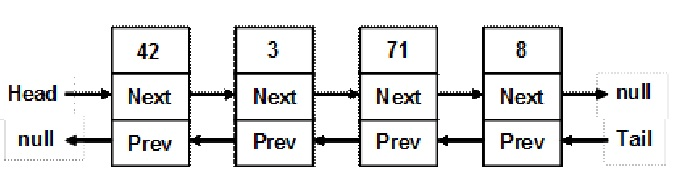 42 3 71 8
Head Next Next Next Next null
null Prev Prev Prev Prev Tail